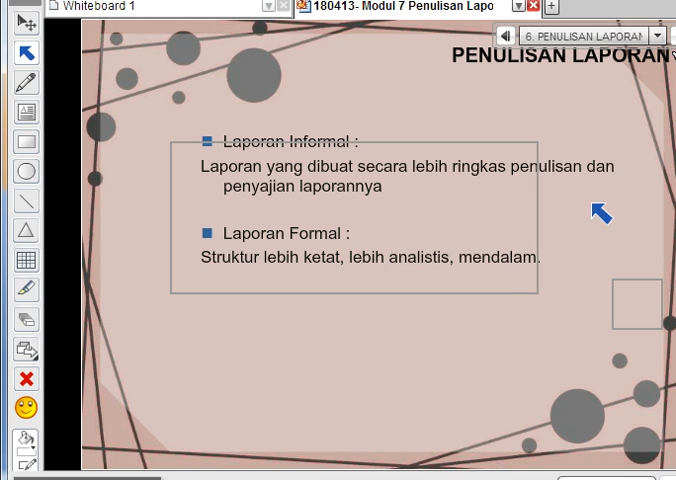 Whiteboard 1
180413- Modul 7 Penulisan Lapo
6. PENULISAN LAPORAN
PENULISAN LAPORAN
Laporan Informal :
Laporan yang dibuat secara lebih ringkas penulisan dan
penyajian laporannya
Laporan Formal :
Struktur lebih ketat, lebih analistis, mendalam.